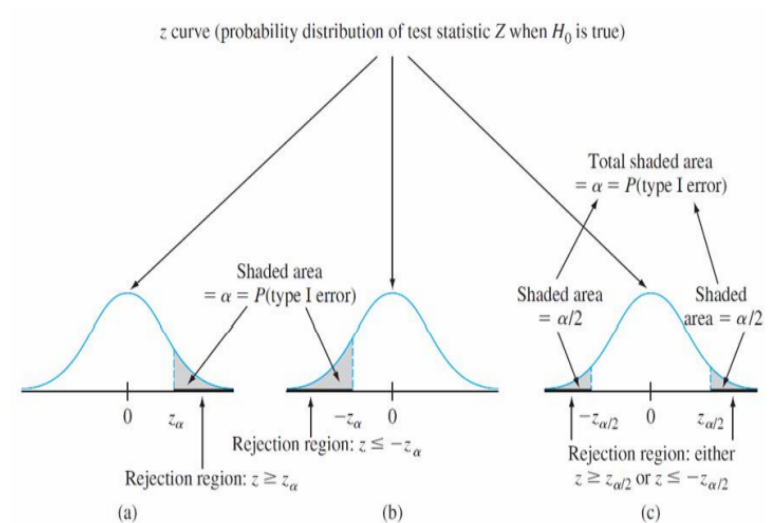 z curve (probability distribution of test statistic Z when H₀ is true)
Total shaded area
= α = P(type I error)
Shaded area
= α = P(type I error)
Shaded area
= α/2
Shaded
area = α/2
0
zα
−zα
0
−zα/2
0
zα/2
Rejection region: z ≥ zα
Rejection region: z ≤ −zα
Rejection region: either
z ≥ zα/2 or z ≤ −zα/2
(a)
(b)
(c)